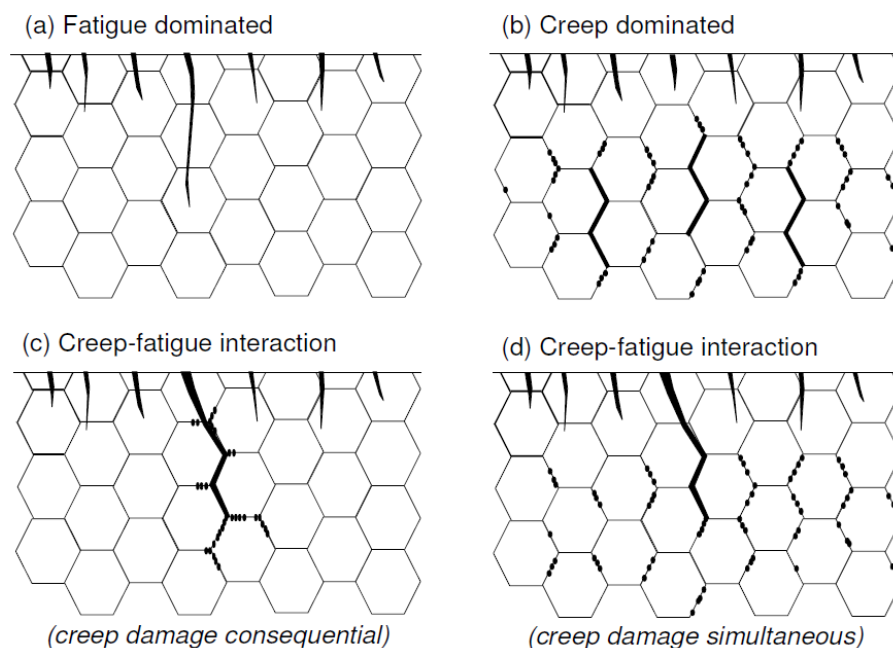 (a) Fatigue dominated
(b) Creep dominated
(c) Creep-fatigue interaction
(d) Creep-fatigue interaction
(creep damage consequential)
(creep damage simultaneous)